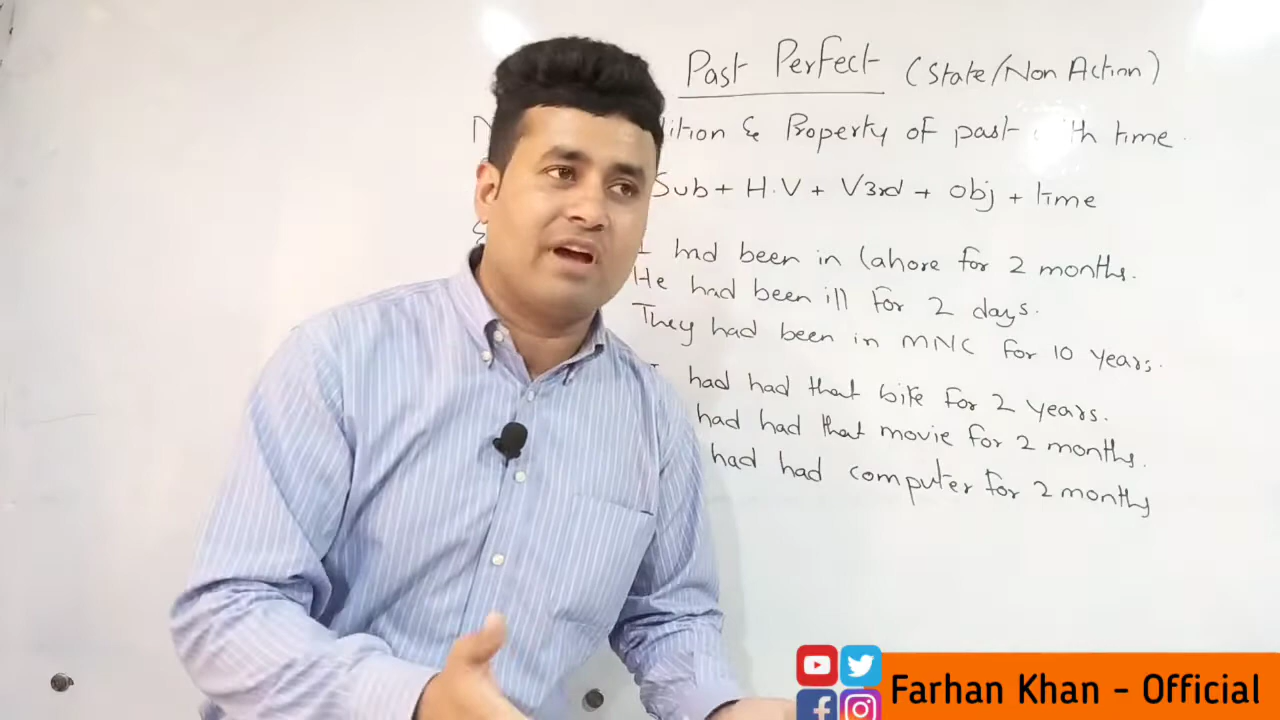 Past Perfect (State/Non Action)
& Property of past with time.
Sub + H.V + V3rd + obj + time
I had been in Lahore for 2 months.
He had been ill for 2 days.
They had been in MNC for 10 years.
had had that bike for 2 years.
had had that movie for 2 months.
had had computer for 2 months
Farhan Khan - Official